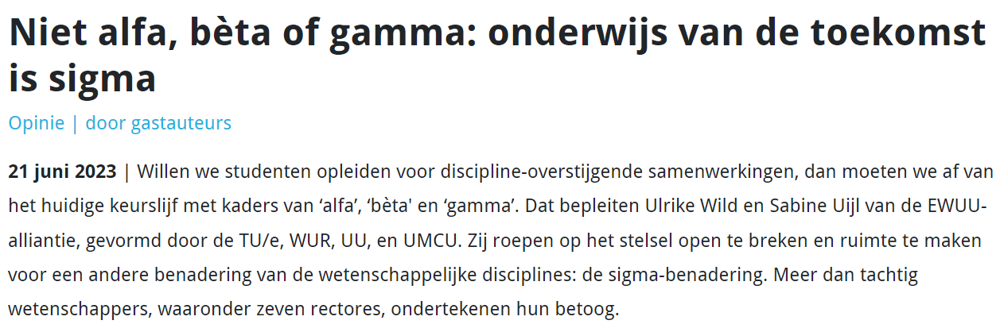 Niet alfa, bèta of gamma: onderwijs van de toekomst
is sigma
Opinie | door gastauteurs
21 juni 2023 | Willen we studenten opleiden voor discipline-overstijgende samenwerkingen, dan moeten we af van
het huidige keurslijf met kaders van ‘alfa’, ‘bèta' en ‘gamma’. Dat bepleiten Ulrike Wild en Sabine Uijl van de EWUU-
alliantie, gevormd door de TU/e, WUR, UU, en UMCU. Zij roepen op het stelsel open te breken en ruimte te maken
voor een andere benadering van de wetenschappelijke disciplines: de sigma-benadering. Meer dan tachtig
wetenschappers, waaronder zeven rectores, ondertekenen hun betoog.